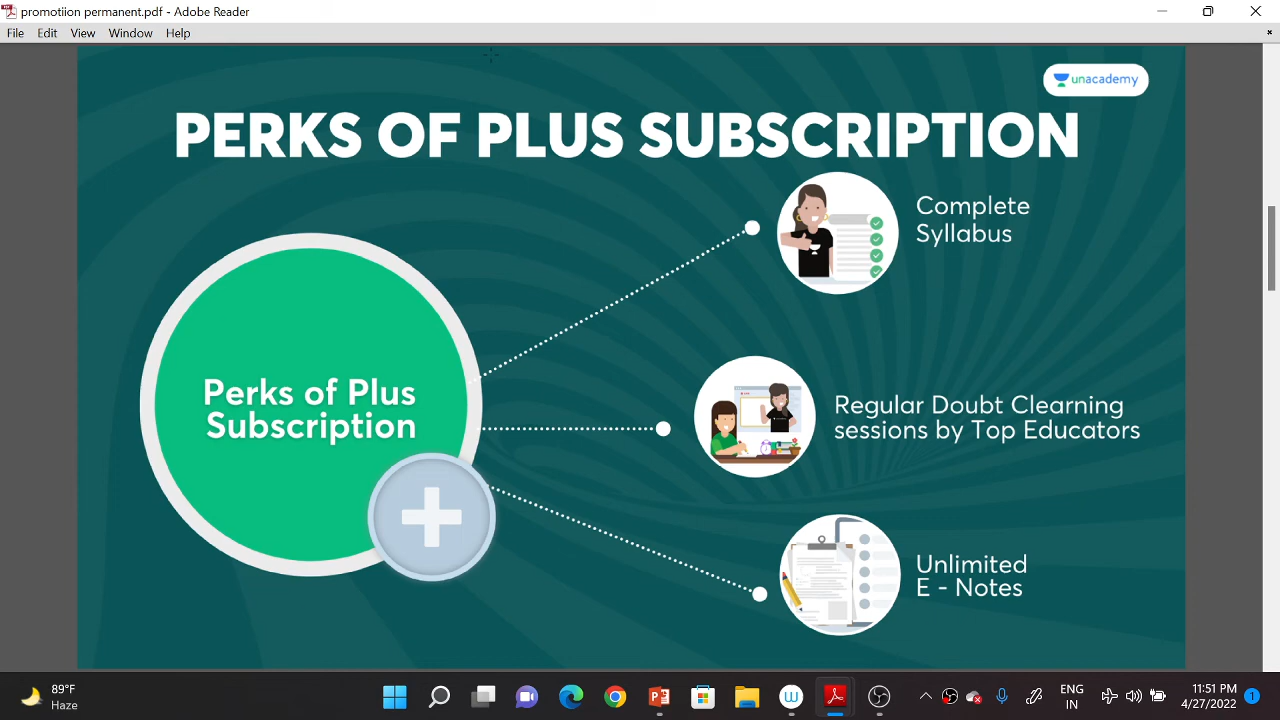 promotiion permanent.pdf - Adobe Reader
File Edit View Window Help
unacademy
PERKS OF PLUS SUBSCRIPTION
Complete
Syllabus
Perks of Plus
Subscription
Regular Doubt Clearning
sessions by Top Educators
Unlimited
E - Notes
89°F
Haze
ENG
IN
11:51 PM
4/27/2022
1